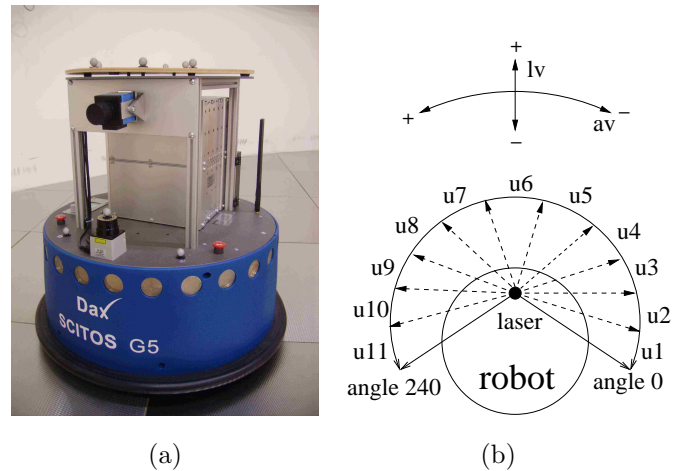 Dax
SCITOS G5
(a)
+
lv
+
−
av
−
u6
u7
u5
u8
u4
u9
u3
u10
u2
laser
u11
u1
angle 240
robot
angle 0
(b)